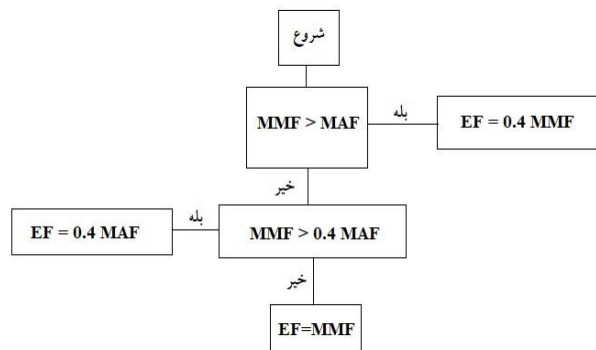 شروع
MMF > MAF
بله
EF = 0.4 MMF
خیر
MMF > 0.4 MAF
بله
EF = 0.4 MAF
خیر
EF=MMF